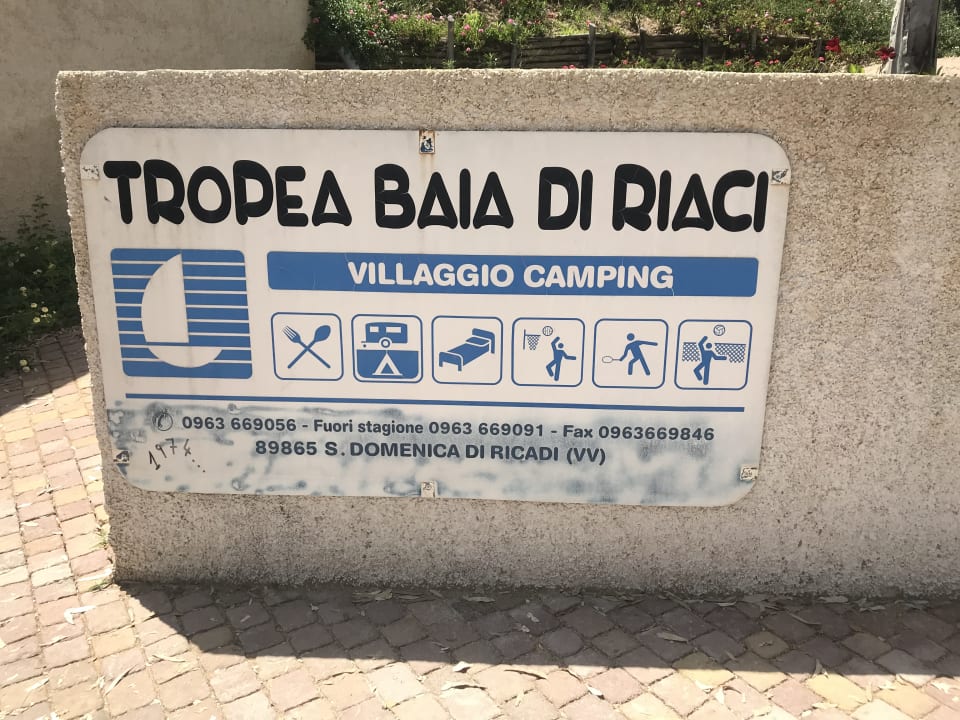 TROPEA BAIA DI RIACI
VILLAGGIO CAMPING
0963 669056 - Fuori stagione 0963 669091 - Fax 0963669846
89865 S. DOMENICA DI RICADI (VV)